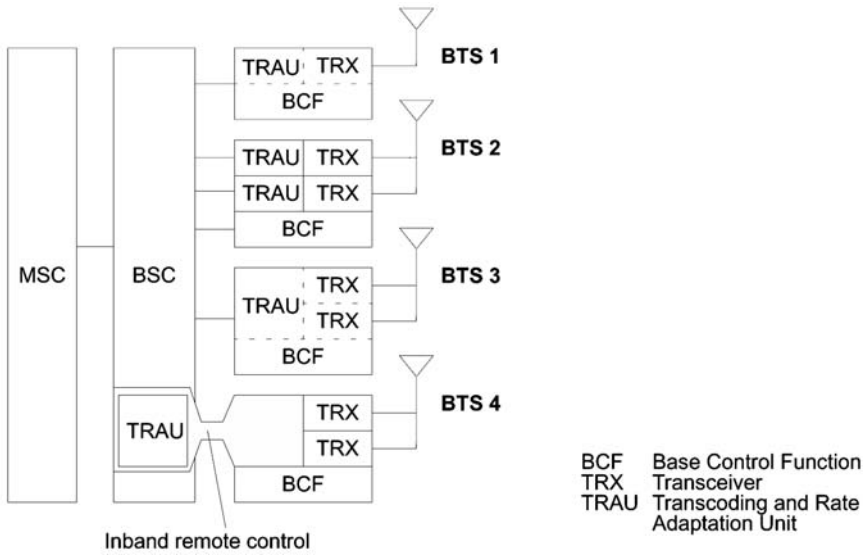 BTS 1
TRAU TRX
BCF
BTS 2
TRAU TRX
TRAU TRX
BCF
MSC
BSC
BTS 3
TRX
TRAU
TRX
BCF
BTS 4
TRX
TRAU
TRX
BCF
Inband remote control
BCF Base Control Function
TRX Transceiver
TRAU Transcoding and Rate
Adaptation Unit